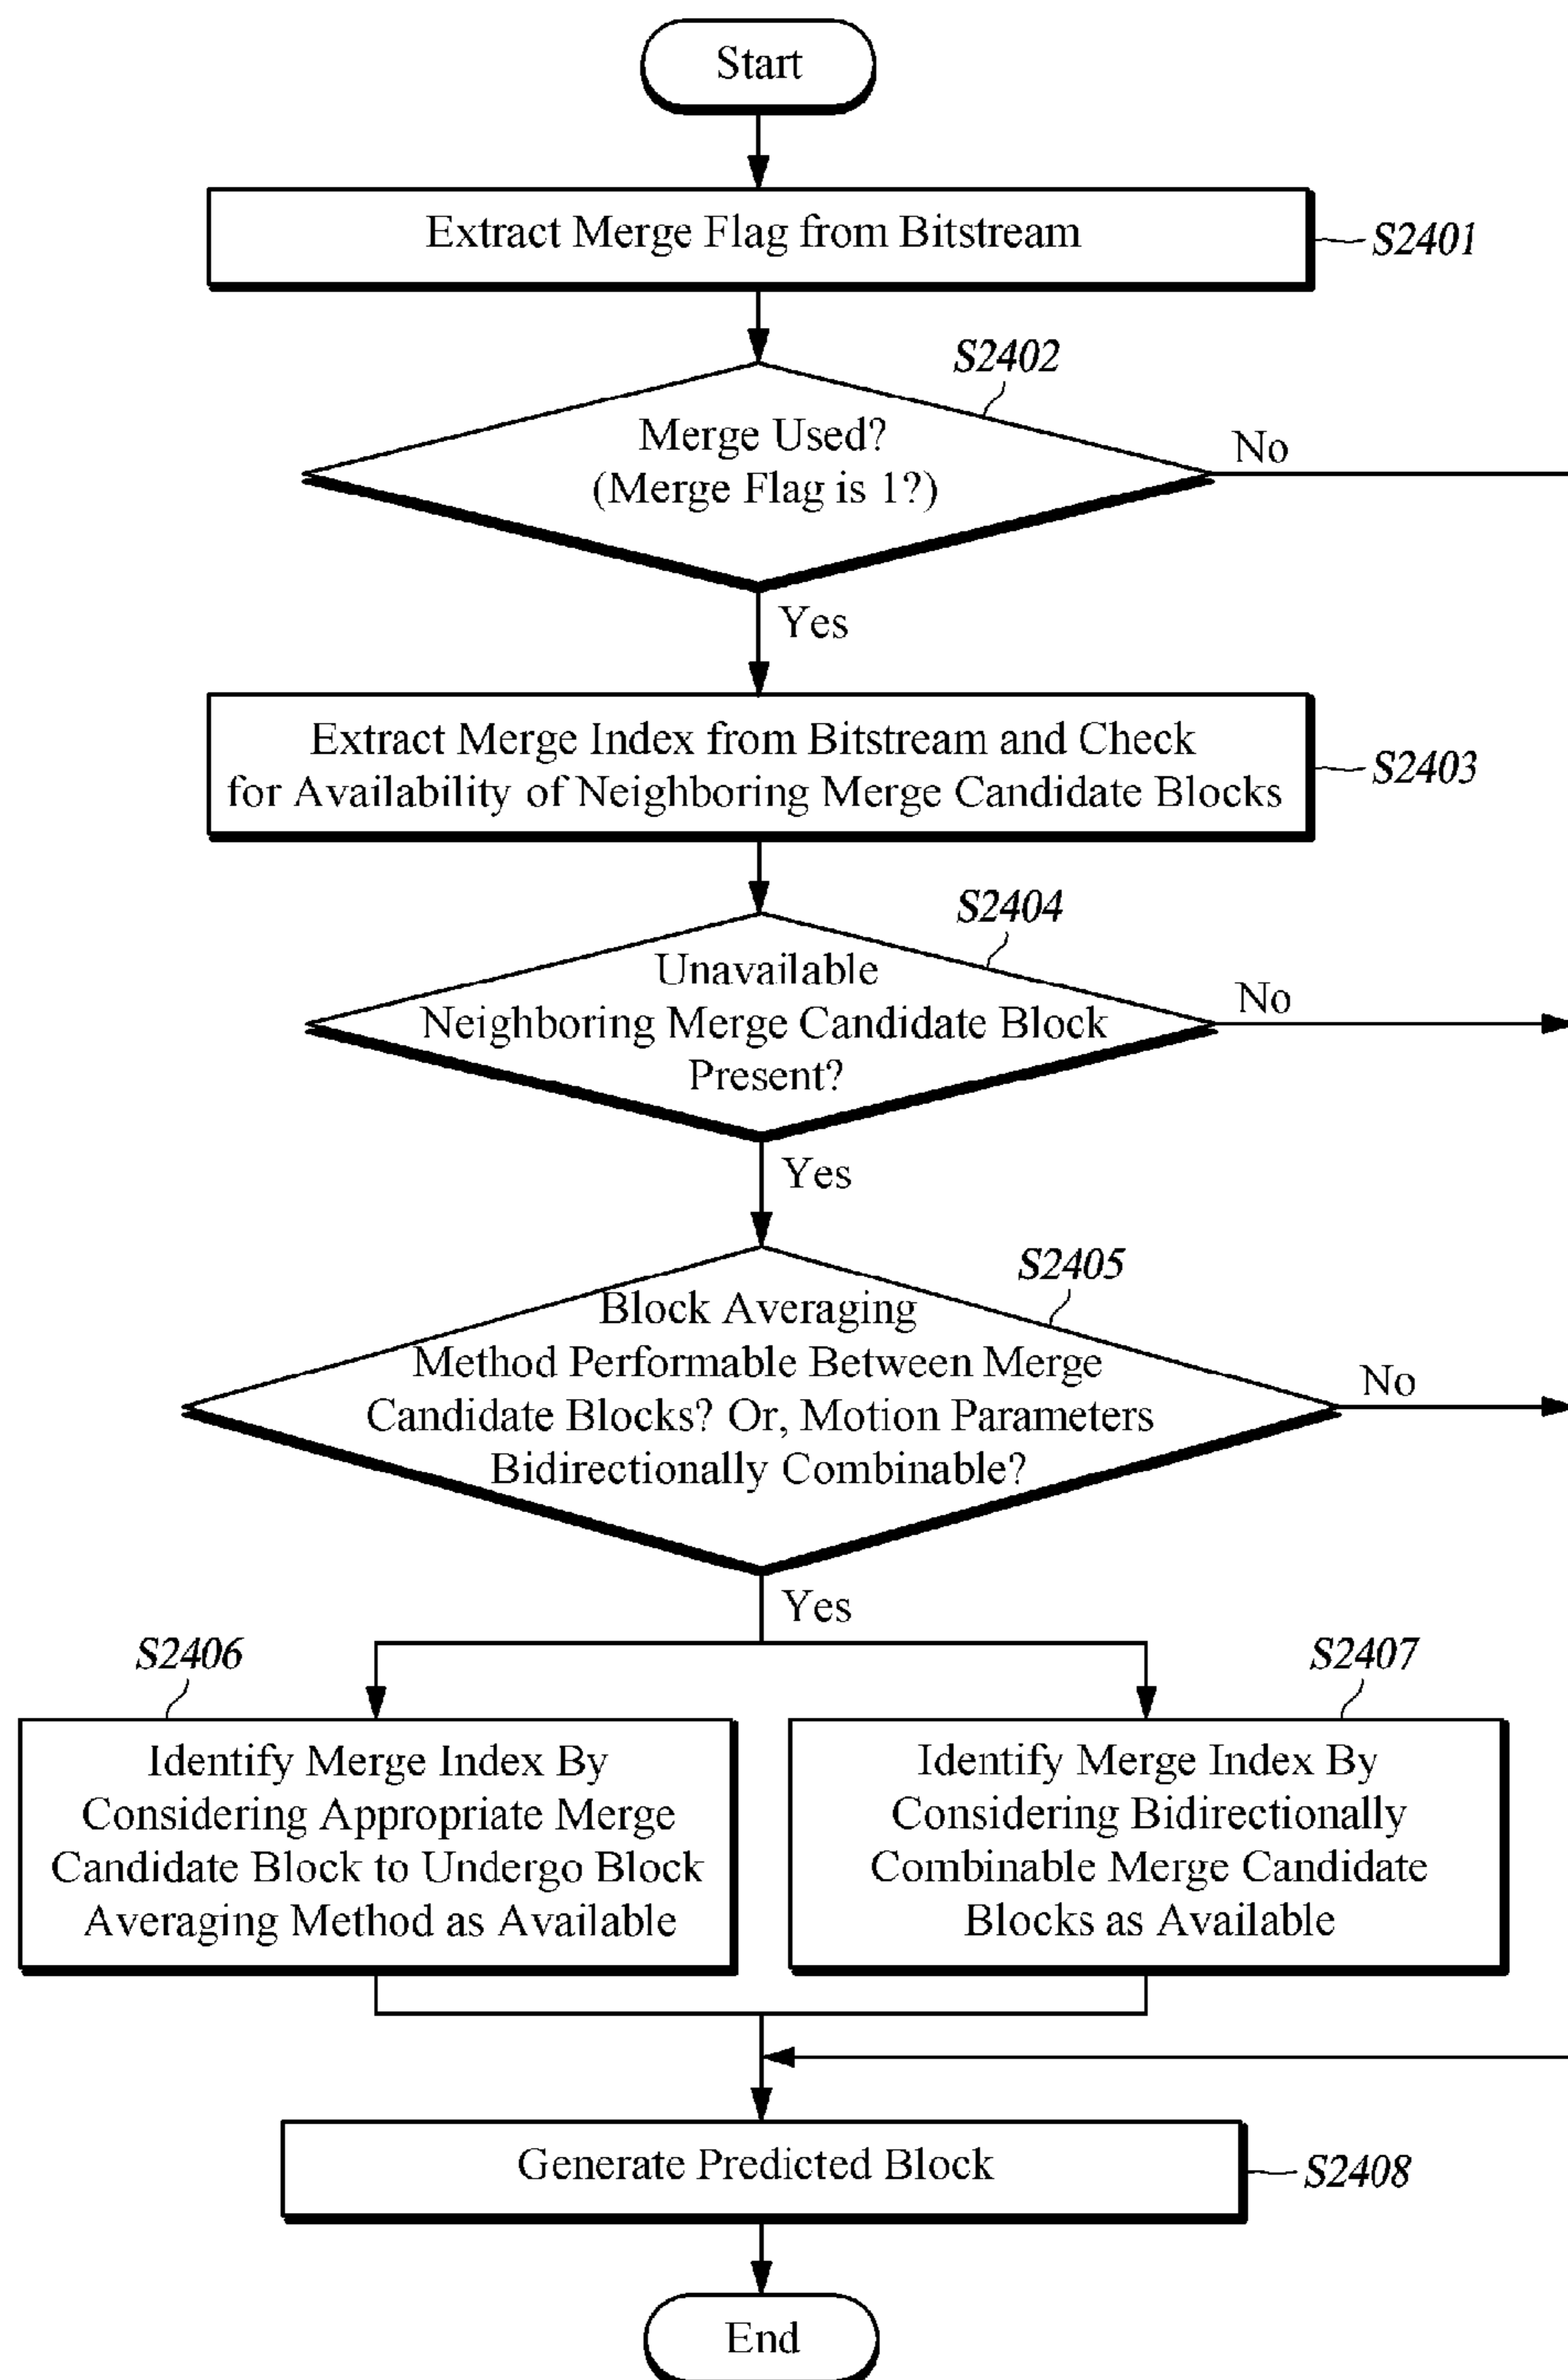 Start
Extract Merge Flag from Bitstream
S2401
S2402
Merge Used?
(Merge Flag is 1?)
No
Yes
Extract Merge Index from Bitstream and Check
for Availability of Neighboring Merge Candidate Blocks
S2403
S2404
Unavailable
Neighboring Merge Candidate Block
Present?
No
Yes
S2405
Block Averaging
Method Performable Between Merge
Candidate Blocks? Or, Motion Parameters
Bidirectionally Combinable?
No
Yes
S2406
Identify Merge Index By
Considering Appropriate Merge
Candidate Block to Undergo Block
Averaging Method as Available
S2407
Identify Merge Index By
Considering Bidirectionally
Combinable Merge Candidate
Blocks as Available
Generate Predicted Block
S2408
End